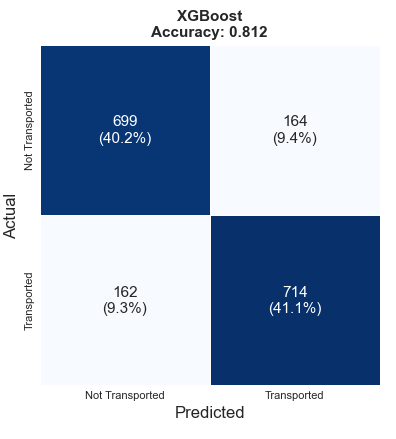 XGBoost
Accuracy: 0.812
Actual
Not Transported
699
(40.2%)
164
(9.4%)
Transported
162
(9.3%)
714
(41.1%)
Not Transported
Transported
Predicted